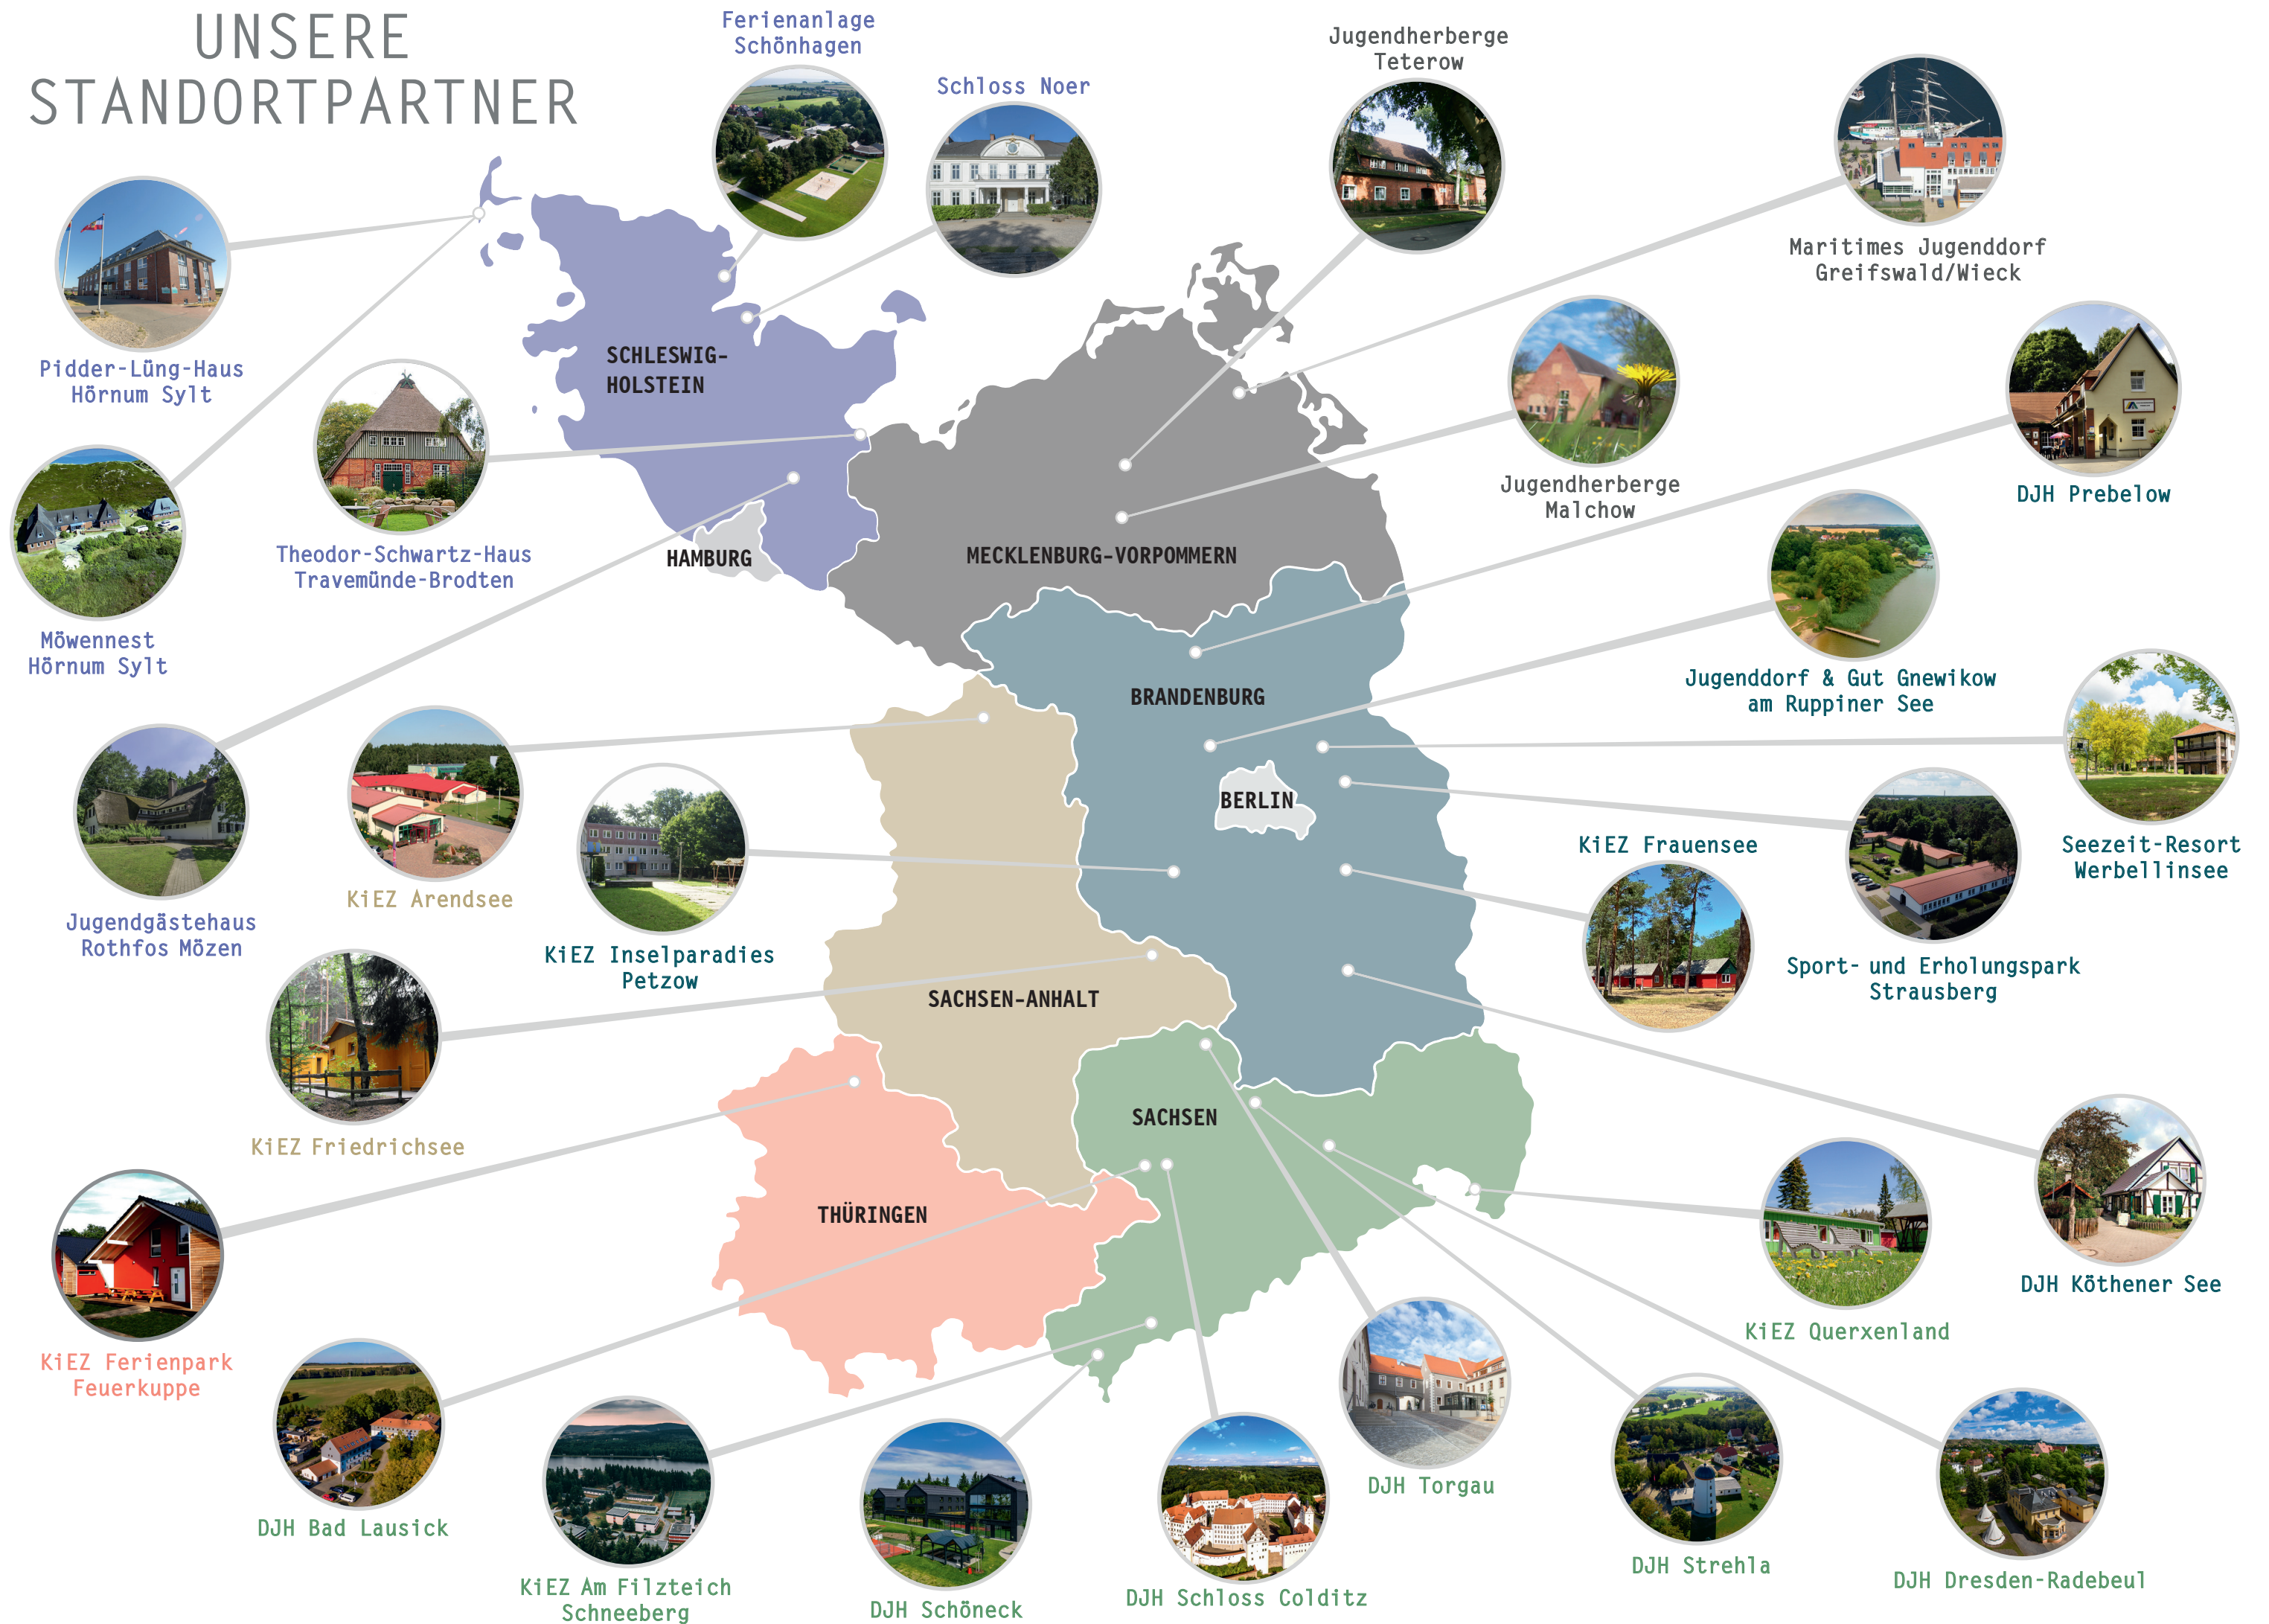 UNSERE
STANDORTPARTNER
Ferienanlage
Schönhagen
Schloss Noer
Jugendherberge
Teterow
Maritimes Jugenddorf
Greifswald/Wieck
Pidder-Lüng-Haus
Hörnum Sylt
SCHLESWIG-
HOLSTEIN
Jugendherberge
Malchow
DJH Prebelow
Theodor-Schwartz-Haus
Travemünde-Brodten
HAMBURG
MECKLENBURG-VORPOMMERN
Möwennest
Hörnum Sylt
BRANDENBURG
Jugenddorf & Gut Gnewikow
am Ruppiner See
BERLIN
KiEZ Frauensee
Seezeit-Resort
Werbellinsee
KiEZ Arendsee
Jugendgästehaus
Rothfos Mözen
KiEZ Inselparadies
Petzow
Sport- und Erholungspark
Strausberg
SACHSEN-ANHALT
KiEZ Friedrichsee
SACHSEN
THÜRINGEN
DJH Köthener See
KiEZ Querxenland
KiEZ Ferienpark
Feuerkuppe
DJH Torgau
DJH Bad Lausick
DJH Strehla
DJH Dresden-Radebeul
KiEZ Am Filzteich
Schneeberg
DJH Schöneck
DJH Schloss Colditz